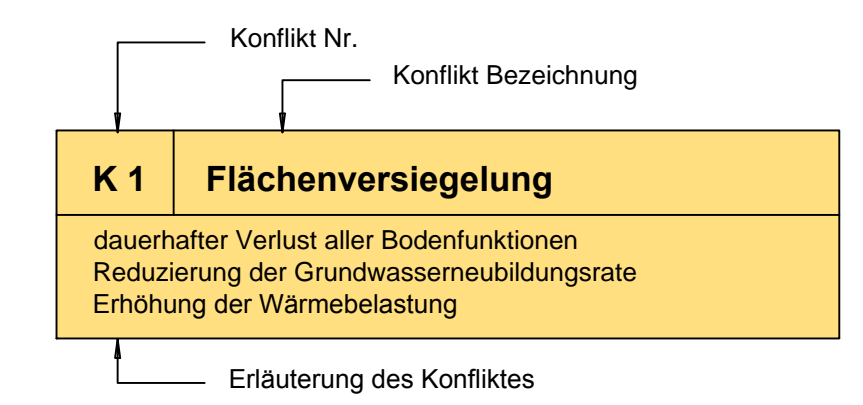 Konflikt Nr.
Konflikt Bezeichnung
K 1 Flächenversiegelung
dauerhafter Verlust aller Bodenfunktionen
Reduzierung der Grundwasserneubildungsrate
Erhöhung der Wärmebelastung
Erläuterung des Konfliktes